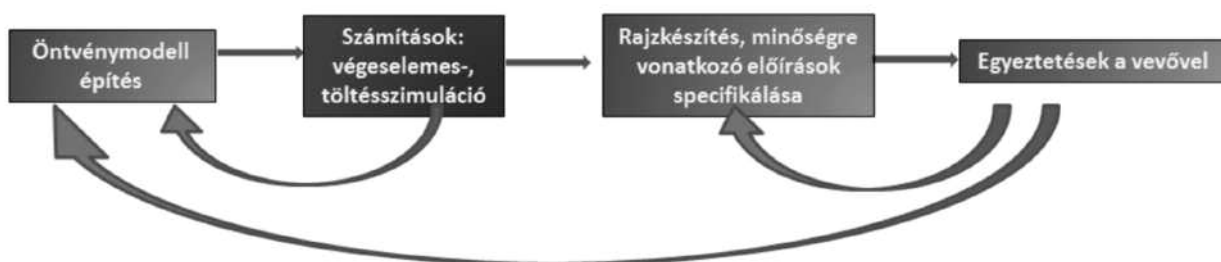 Öntvénymodell
építés
Számítások:
végeselemes-,
töltésszimuláció
Rajzkészítés, minőségre
vonatkozó előírások
specifikálása
Egyeztetések a vevővel